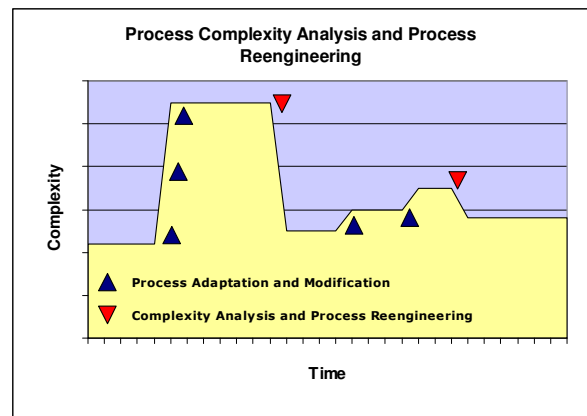 Process Complexity Analysis and Process
Reengineering
Complexity
Process Adaptation and Modification
Complexity Analysis and Process Reengineering
Time